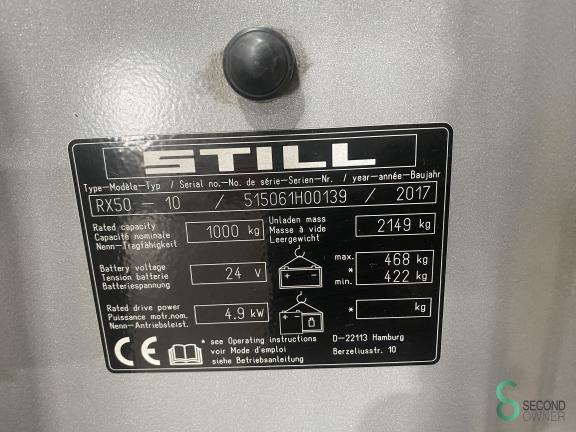 STILL
Type-Modèle-Typ / Serial no.-No. de série-Serien-Nr. / year-année-Baujahr
RX50 - 10 / 515061H00139 / 2017
Rated capacity
Capacité nominale
Nenn-Tragfähigkeit
1000 kg
Unladen mass
Masse à vide
Leergewicht
2149 kg
Battery voltage
Tension batterie
Batteriespannung
24 V
max. 468 kg
*
min. 422 kg
Rated drive power
Puissance motr.nom.
Nenn-Antriebsleist.
4.9 kW
* kg
CE
* see Operating instructions
voir Mode d'emploi
siehe Betriebsanleitung
D-22113 Hamburg
Berzeliusstr. 10
SECOND
OWNER